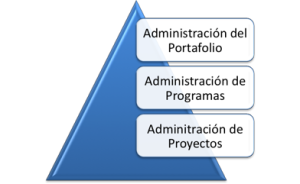 Administración del
Portafolio
Administración de
Programas
Adminitración de
Proyectos